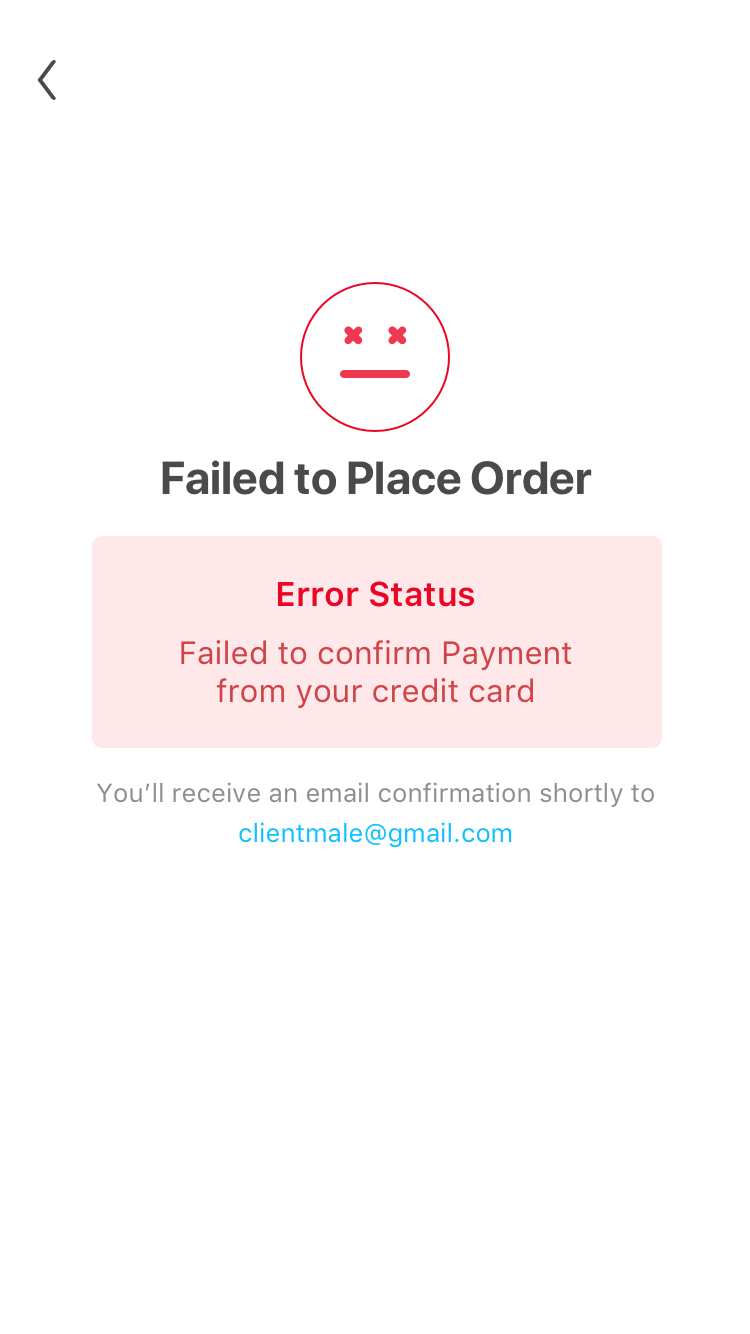 Failed to Place Order
Error Status
Failed to confirm Payment
from your credit card
You’ll receive an email confirmation shortly to
clientmale@gmail.com